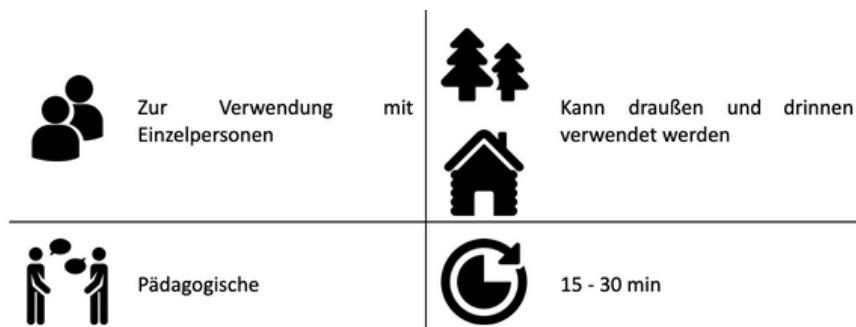 Zur Verwendung mit
Einzelpersonen
Kann draußen und drinnen
verwendet werden
Pädagogische
15 - 30 min